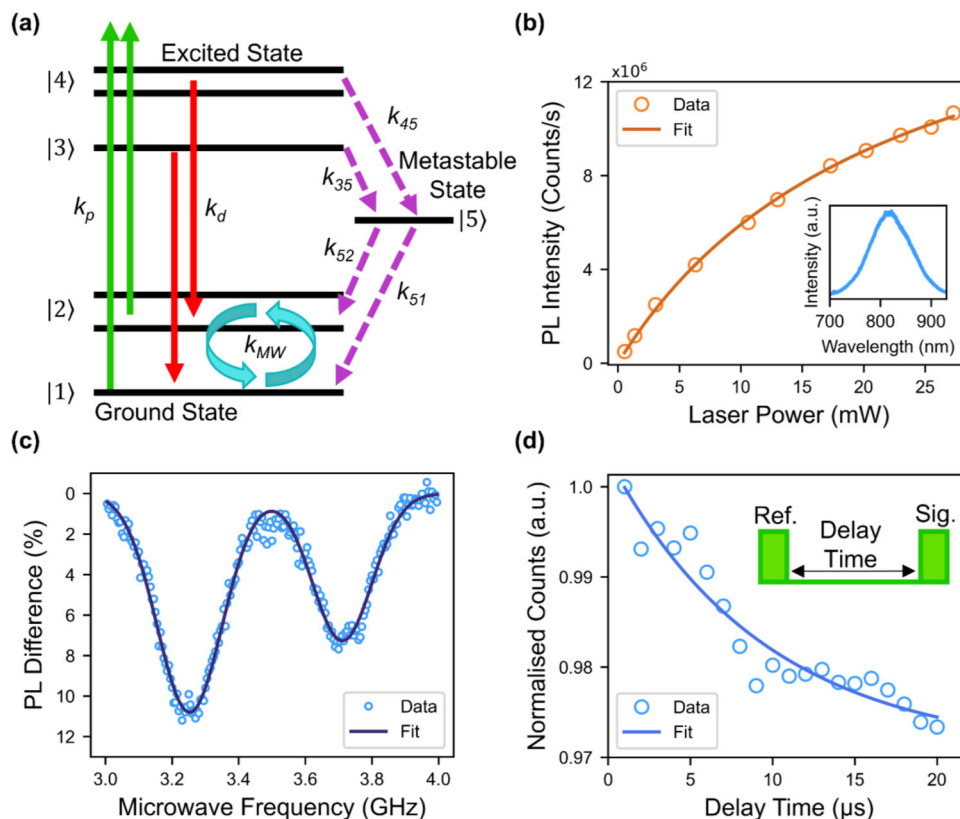 (a)
Excited State
|4⟩
|3⟩
k₄₅
Metastable
State
k₃₅
|5⟩
kₚ
k_d
k₅₂
k₅₁
|2⟩
k_MW
|1⟩
Ground State
(b)
×10⁶
12
8
4
0
PL Intensity (Counts/s)
Data
Fit
Intensity (a.u.)
700 800 900
Wavelength (nm)
0 5 10 15 20 25
Laser Power (mW)
(c)
0
2
4
6
8
10
12
PL Difference (%)
Data
Fit
3.0 3.2 3.4 3.6 3.8 4.0
Microwave Frequency (GHz)
(d)
1.0
0.99
0.98
0.97
Normalised Counts (a.u.)
Ref.
Delay
Time
Sig.
Data
Fit
0 5 10 15 20
Delay Time (μs)